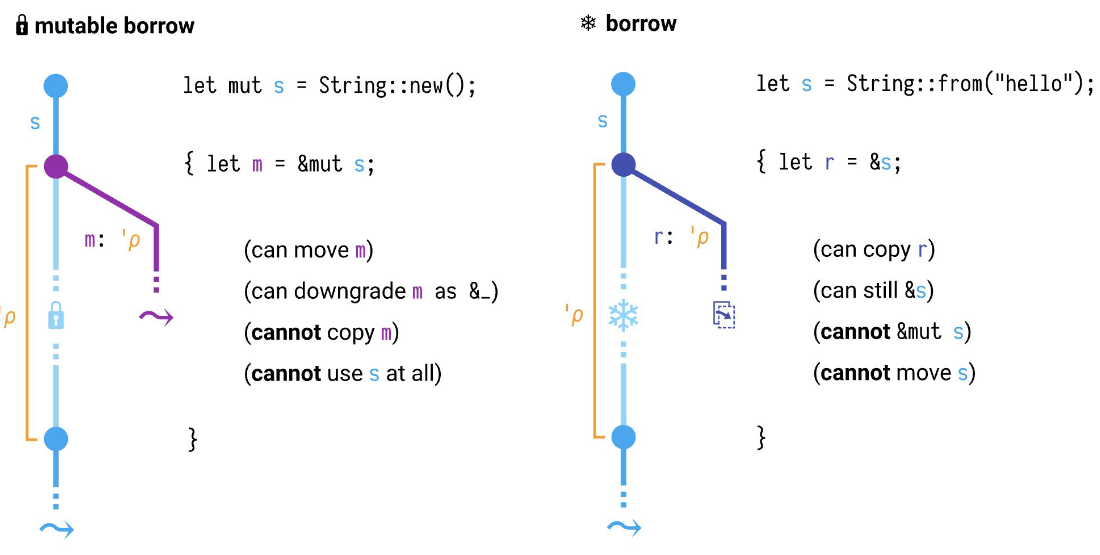 mutable borrow
let mut s = String::new();
s
{ let m = &mut s;
m: 'ρ
(can move m)
(can downgrade m as &_)
'ρ
(cannot copy m)
(cannot use s at all)
}
borrow
let s = String::from("hello");
s
{ let r = &s;
r: 'ρ
(can copy r)
(can still &s)
'ρ
(cannot &mut s)
(cannot move s)
}